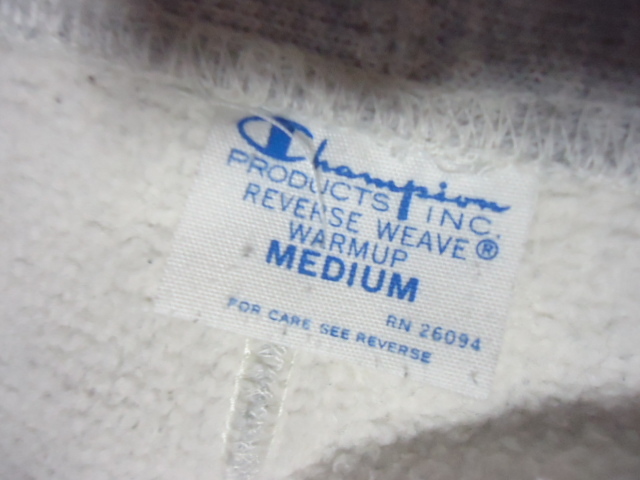 Champion
PRODUCTS INC.
REVERSE WEAVE®
WARMUP
MEDIUM
RN 26094
FOR CARE SEE REVERSE